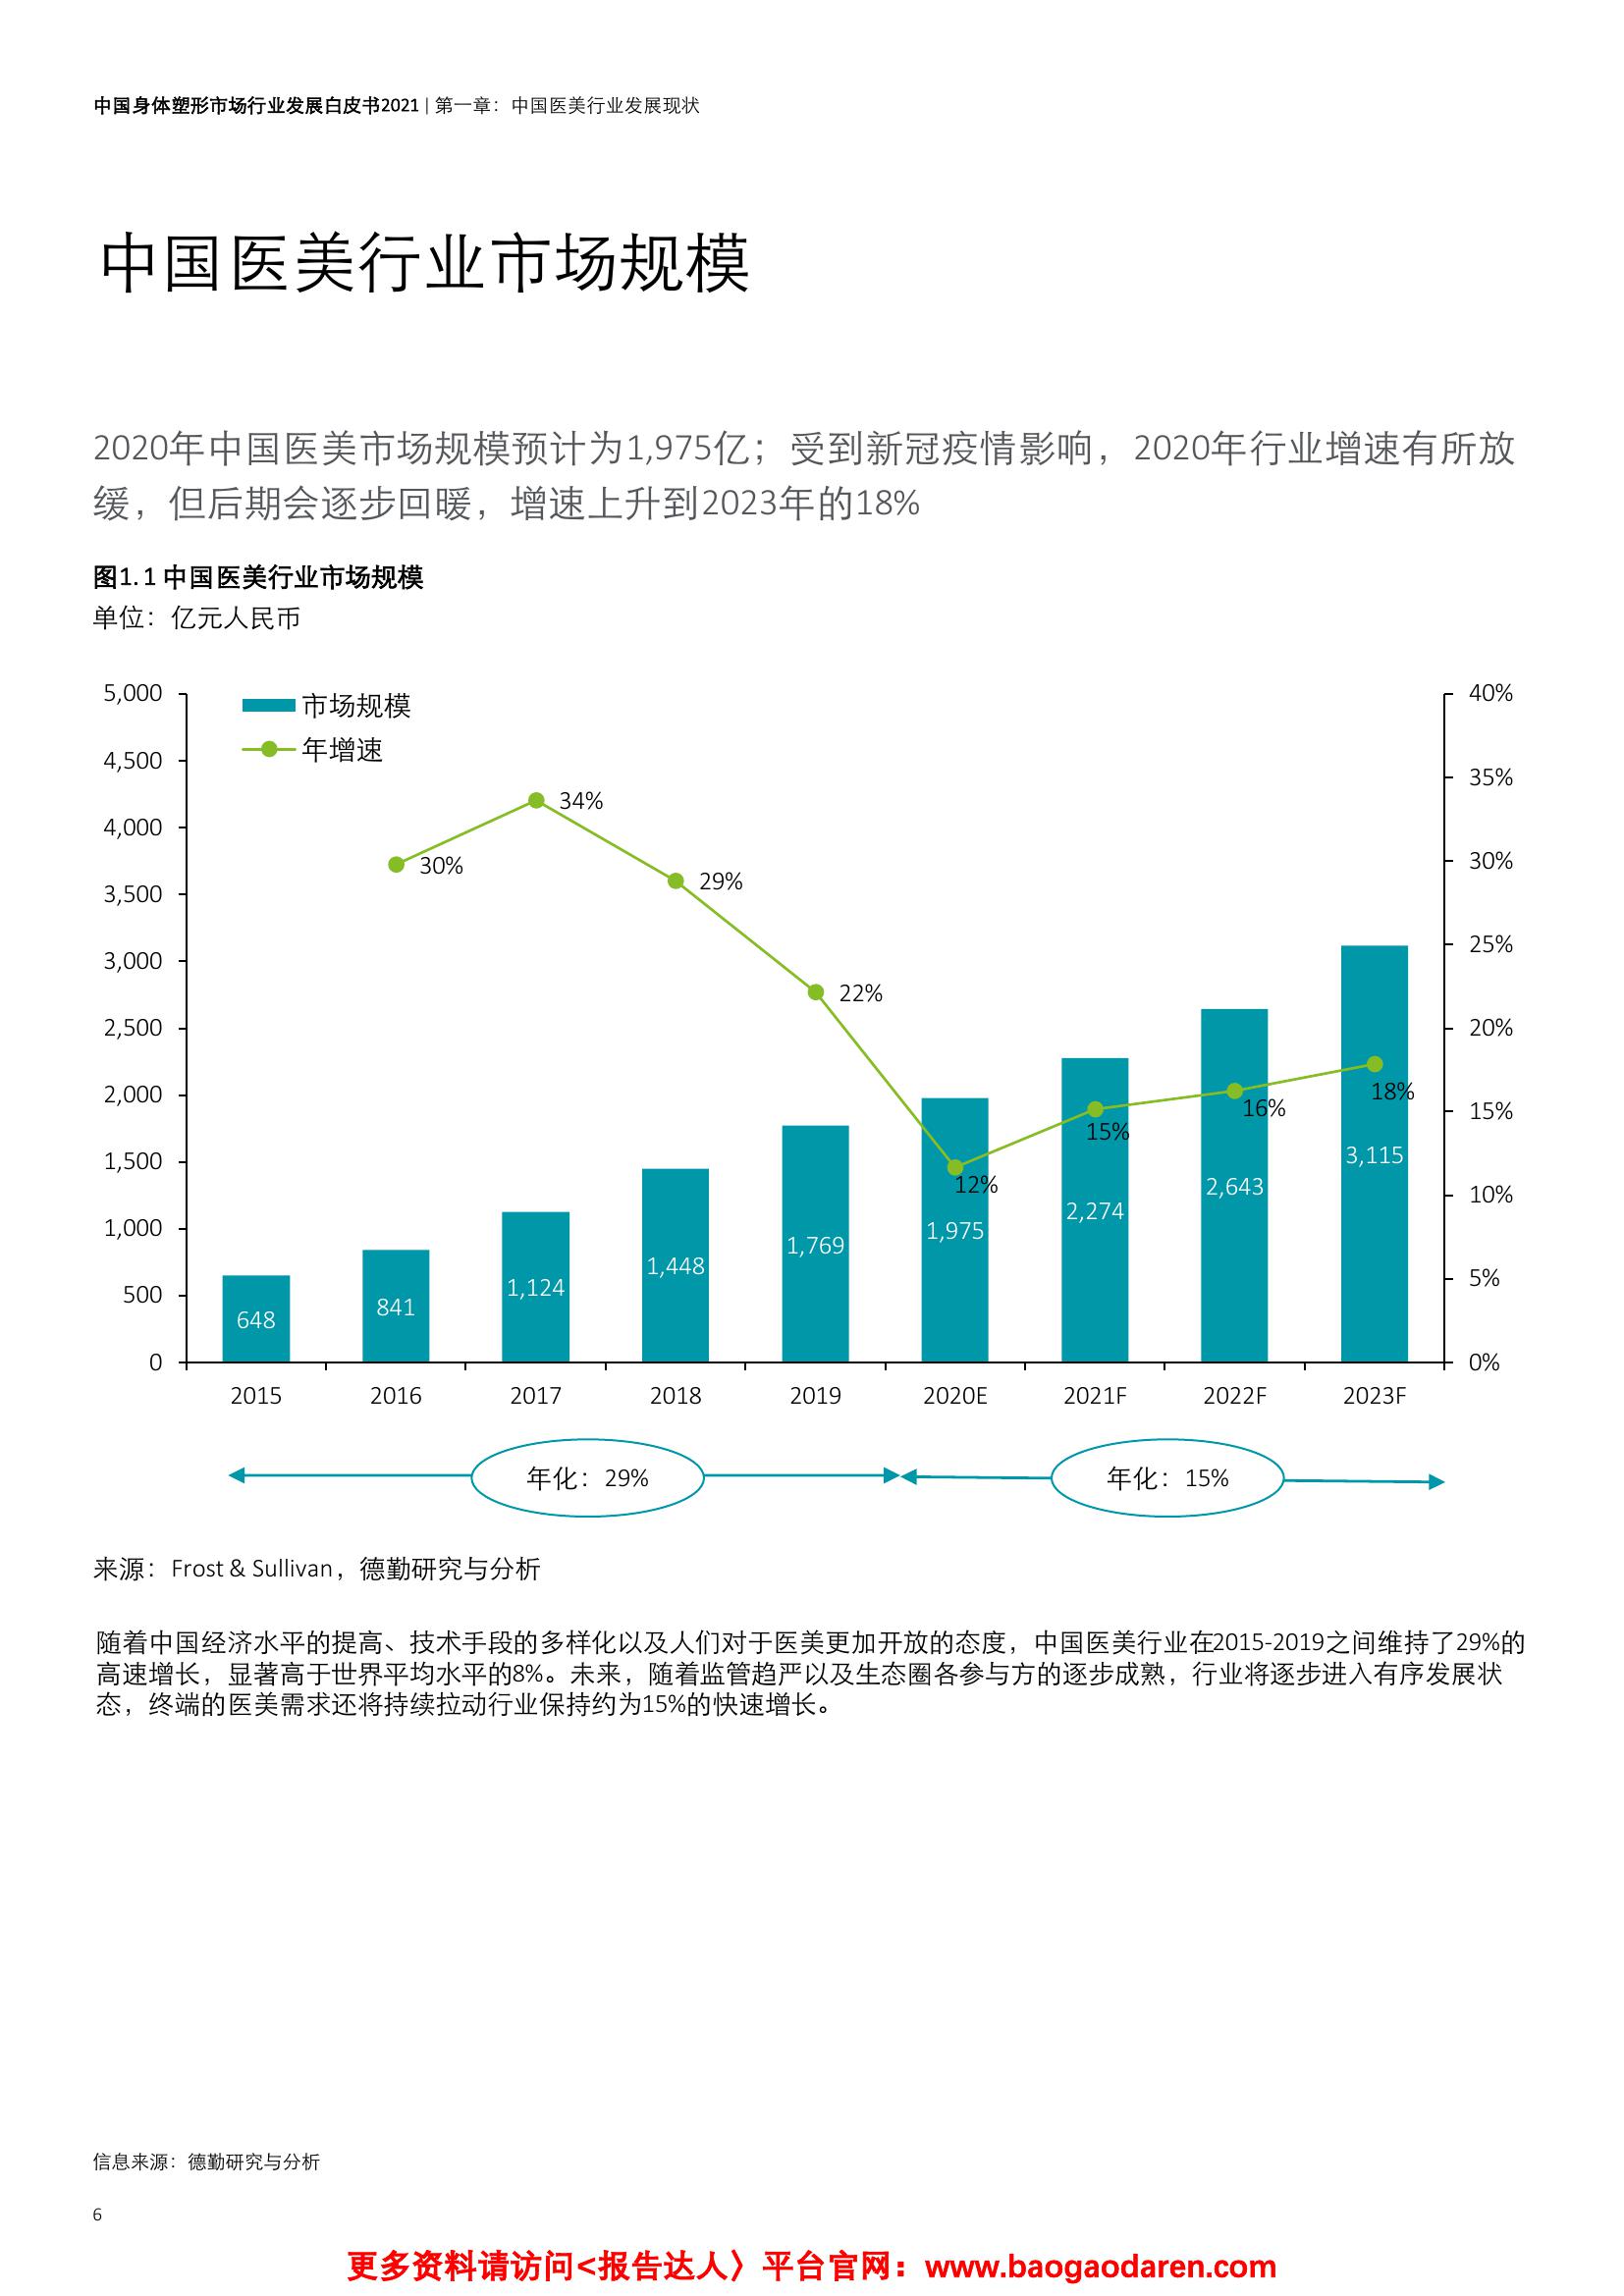 中国身体塑形市场行业发展白皮书2021 | 第一章：中国医美行业发展现状
中国医美行业市场规模
2020年中国医美市场规模预计为1,975亿；受到新冠疫情影响，2020年行业增速有所放
缓，但后期会逐步回暖，增速上升到2023年的18%
图1.1 中国医美行业市场规模
单位：亿元人民币
市场规模
年增速
5,000
4,500
4,000
3,500
3,000
2,500
2,000
1,500
1,000
500
0
40%
35%
30%
25%
20%
15%
10%
5%
0%
30%
34%
29%
22%
12%
15%
16%
18%
648
841
1,124
1,448
1,769
1,975
2,274
2,643
3,115
2015 2016 2017 2018 2019 2020E 2021F 2022F 2023F
年化：29% 年化：15%
来源：Frost & Sullivan，德勤研究与分析
随着中国经济水平的提高、技术手段的多样化以及人们对于医美更加开放的态度，中国医美行业在2015-2019之间维持了29%的
高速增长，显著高于世界平均水平的8%。未来，随着监管趋严以及生态圈各参与方的逐步成熟，行业将逐步进入有序发展状
态，终端的医美需求还将持续拉动行业保持约为15%的快速增长。
信息来源：德勤研究与分析
6
更多资料请访问<报告达人〉平台官网：www.baogaodaren.com